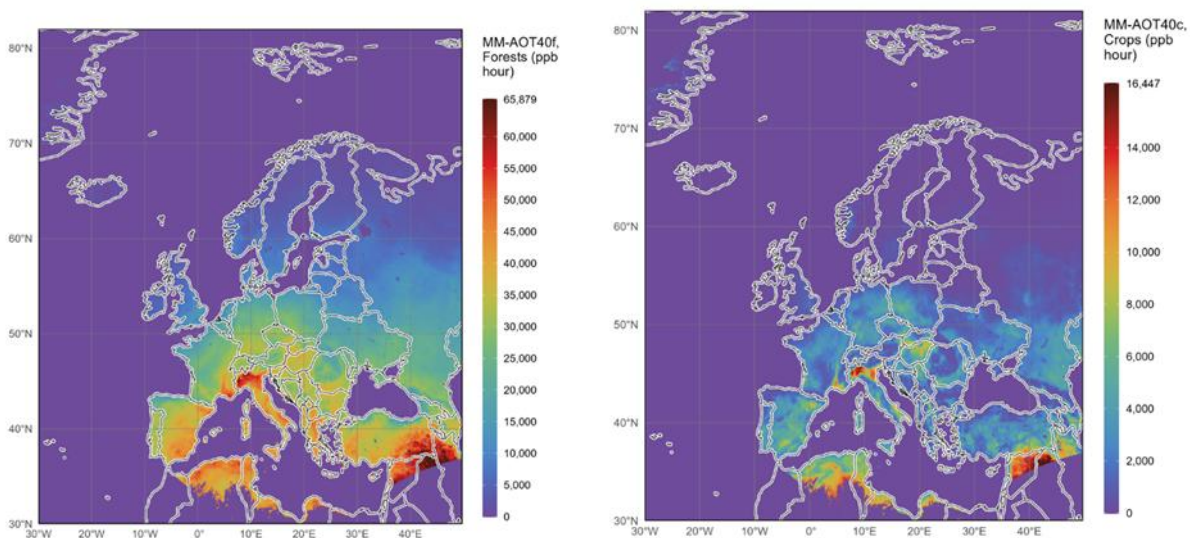 MM-AOT40f,
Forests (ppb
hour)
65,879
60,000
55,000
50,000
45,000
40,000
35,000
30,000
25,000
20,000
15,000
10,000
5,000
0
80°N
70°N
60°N
50°N
40°N
30°N
30°W
20°W
10°W
0°
10°E
20°E
30°E
40°E
MM-AOT40c,
Crops (ppb
hour)
16,447
14,000
12,000
10,000
8,000
6,000
4,000
2,000
0
80°N
70°N
60°N
50°N
40°N
30°N
30°W
20°W
10°W
0°
10°E
20°E
30°E
40°E